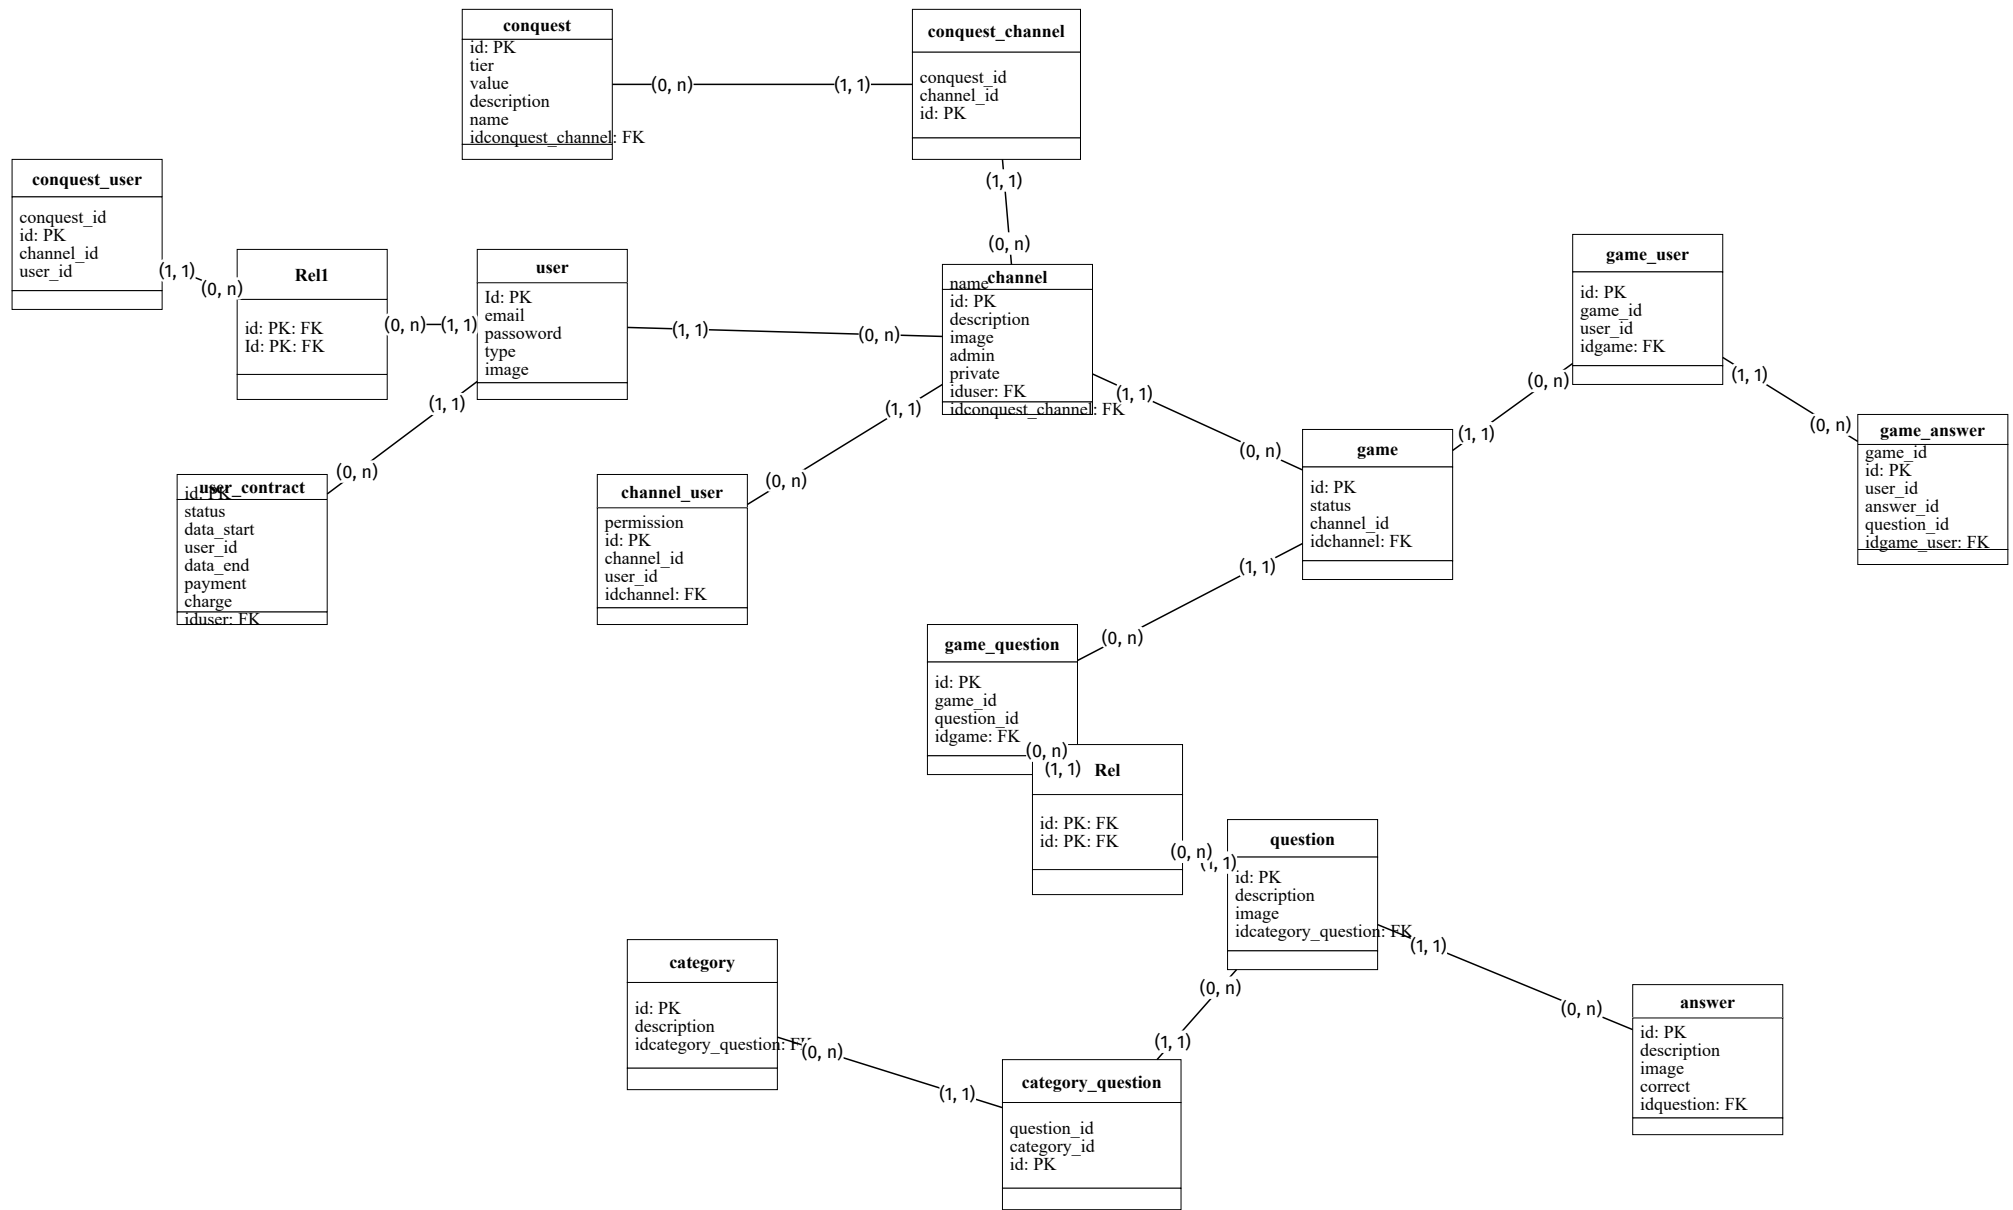 conquest
id: PK
tier
value
description
name
idconquest_channel: FK
(0, n)
(1, 1)
conquest_channel
conquest_id
channel_id
id: PK
(1, 1)
(0, n)
conquest_user
conquest_id
id: PK
channel_id
user_id
(1, 1)
(0, n)
Rel1
id: PK: FK
Id: PK: FK
(0, n)
(1, 1)
user
Id: PK
email
passoword
type
image
(1, 1)
(0, n)
channel
name
id: PK
description
image
admin
private
iduser: FK
idconquest_channel: FK
(1, 1)
(0, n)
user_contract
id: PK
status
data_start
user_id
data_end
payment
charge
iduser: FK
(1, 1)
(0, n)
channel_user
permission
id: PK
channel_id
user_id
idchannel: FK
(1, 1)
(0, n)
game
id: PK
status
channel_id
idchannel: FK
(1, 1)
(0, n)
game_user
id: PK
game_id
user_id
idgame: FK
(1, 1)
(0, n)
game_answer
game_id
id: PK
user_id
answer_id
question_id
idgame_user: FK
(1, 1)
(0, n)
game_question
id: PK
game_id
question_id
idgame: FK
(0, n)
(1, 1)
Rel
id: PK: FK
id: PK: FK
(0, n)
(1, 1)
question
id: PK
description
image
idcategory_question: FK
(1, 1)
(0, n)
answer
id: PK
description
image
correct
idquestion: FK
(0, n)
(1, 1)
category
id: PK
description
idcategory_question: FK
(0, n)
(1, 1)
category_question
question_id
category_id
id: PK